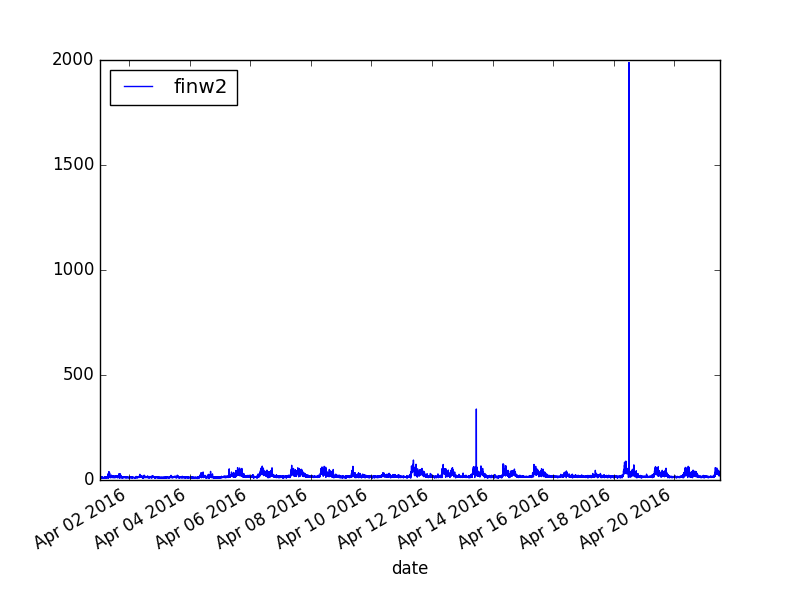 finw2
2000
1500
1000
500
0
Apr 02 2016
Apr 04 2016
Apr 06 2016
Apr 08 2016
Apr 10 2016
Apr 12 2016
Apr 14 2016
Apr 16 2016
Apr 18 2016
Apr 20 2016
date